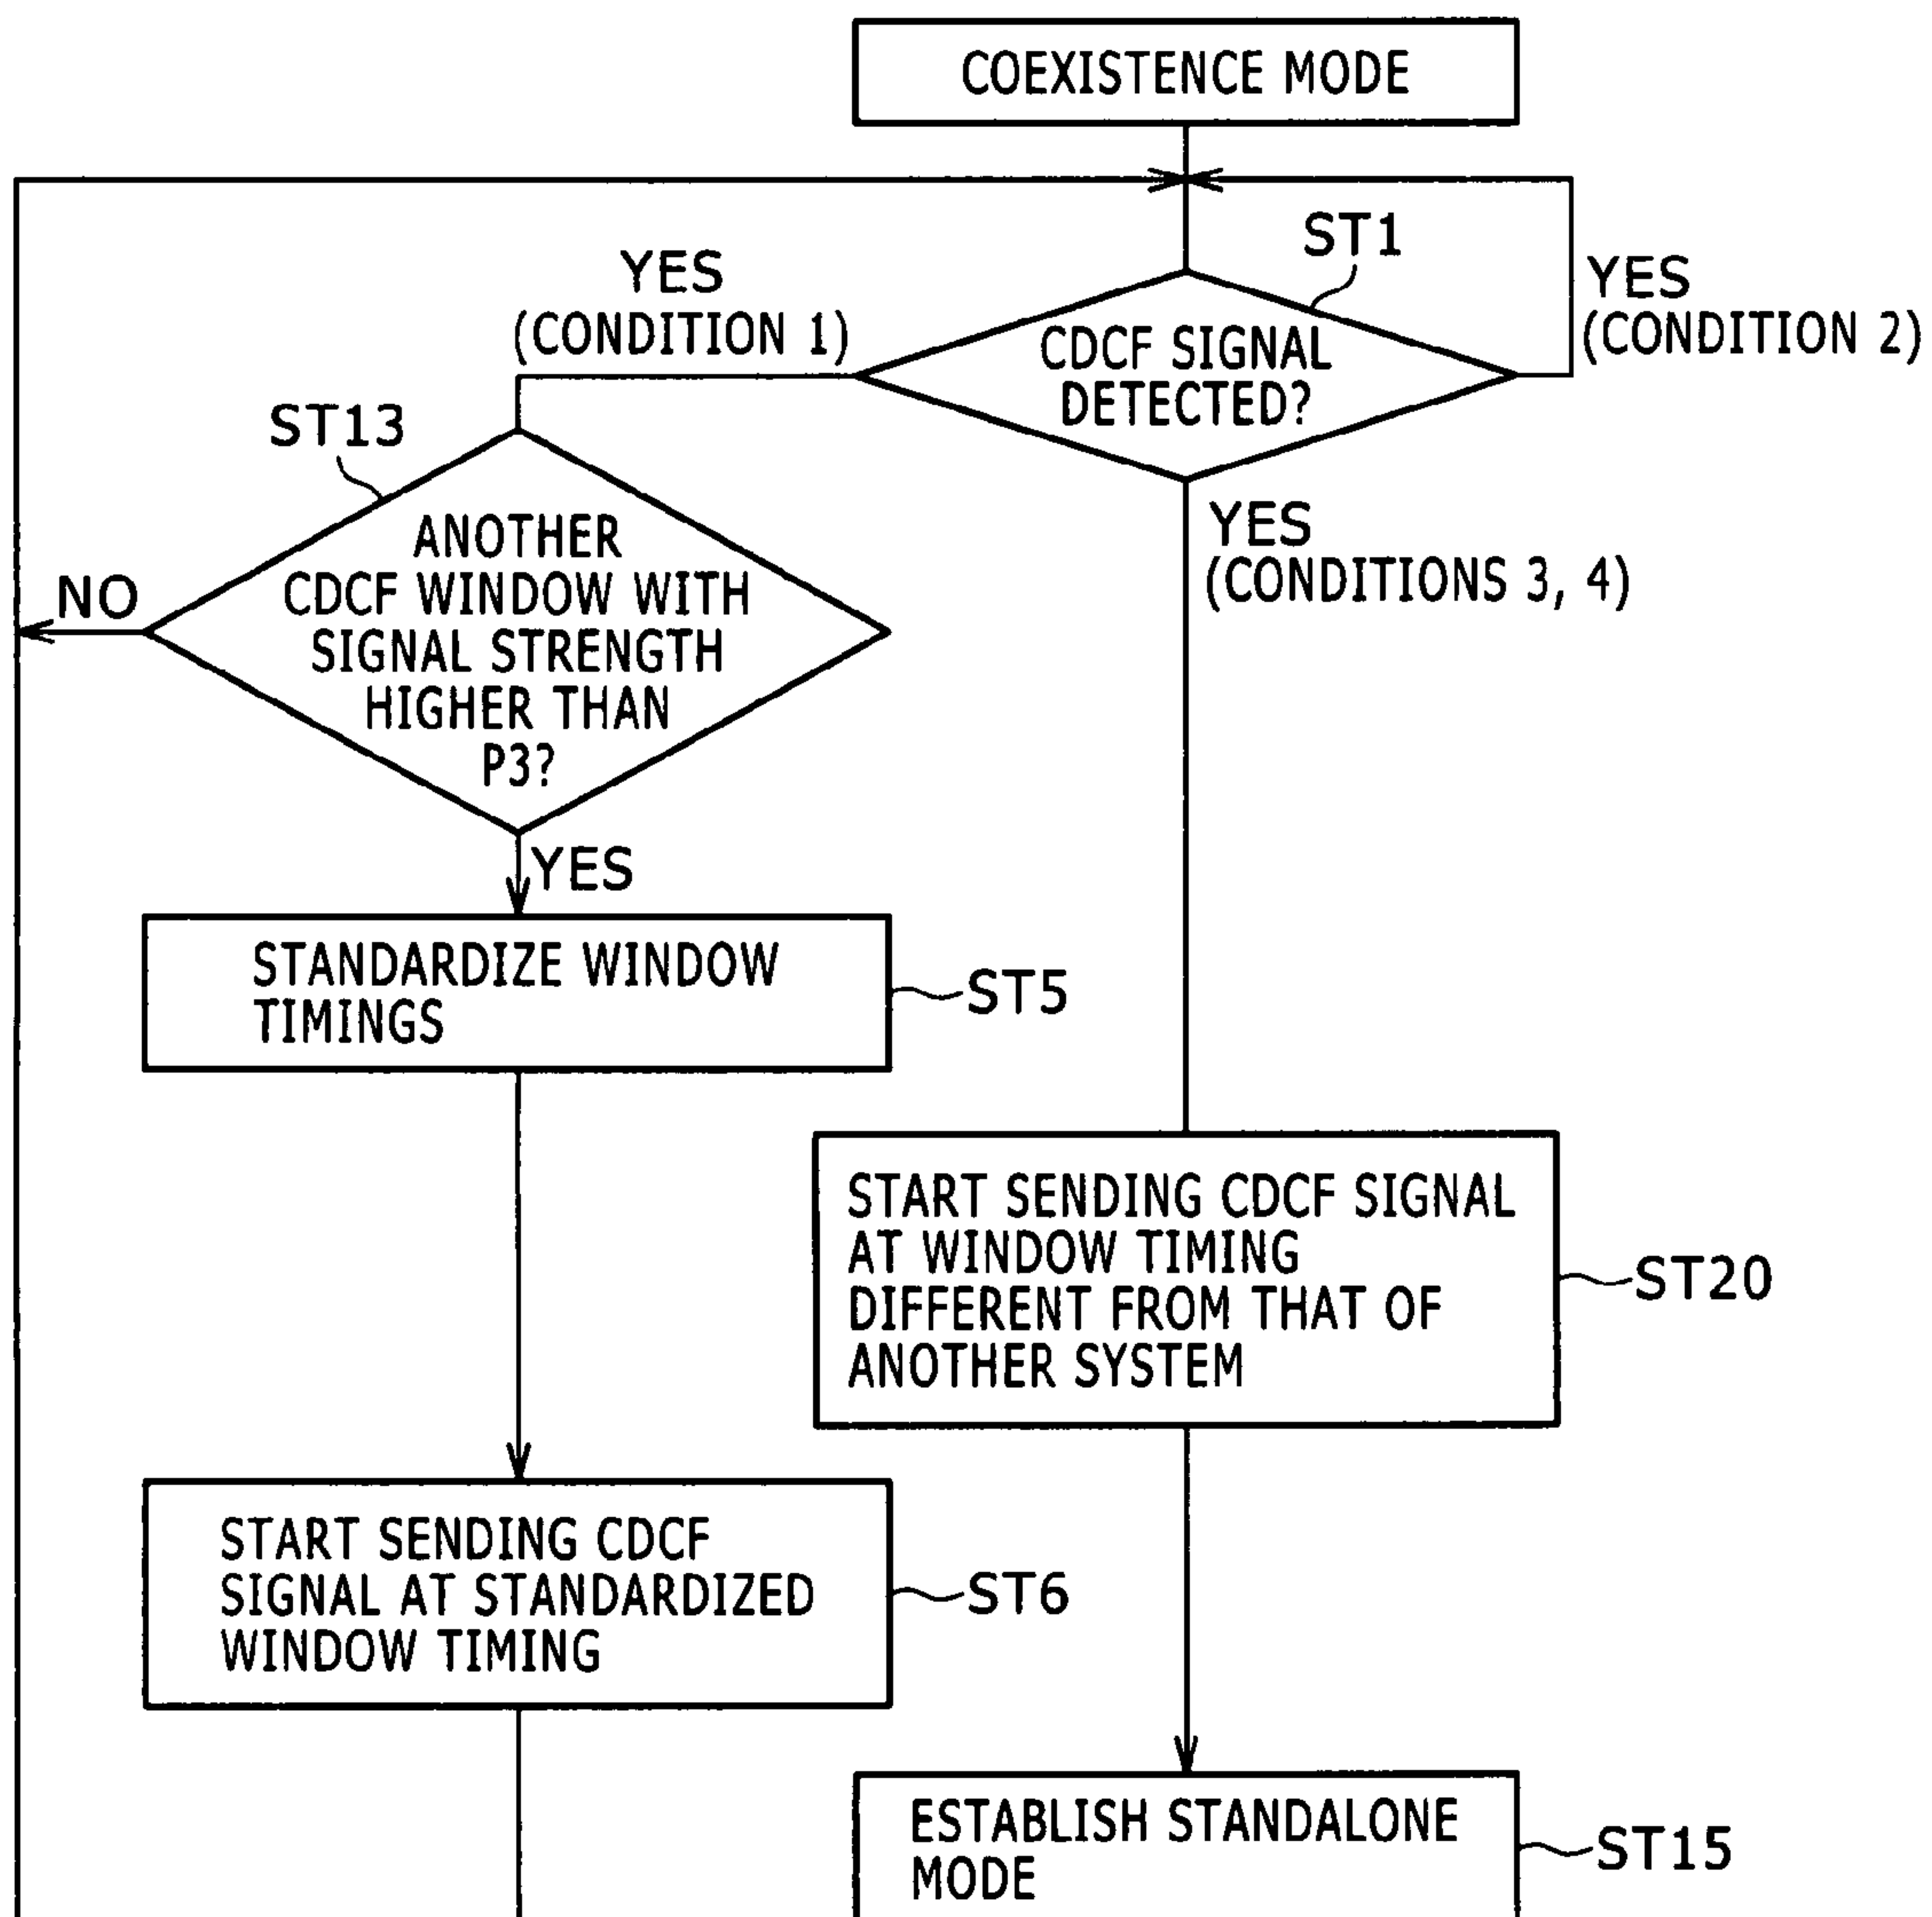 COEXISTENCE MODE
ST1
YES
(CONDITION 1)
YES
(CONDITION 2)
CDCF SIGNAL
DETECTED?
ST13
YES
(CONDITIONS 3, 4)
ANOTHER
CDCF WINDOW WITH
SIGNAL STRENGTH
HIGHER THAN
P3?
NO
YES
STANDARDIZE WINDOW
TIMINGS
ST5
START SENDING CDCF SIGNAL
AT WINDOW TIMING
DIFFERENT FROM THAT OF
ANOTHER SYSTEM
ST20
START SENDING CDCF
SIGNAL AT STANDARDIZED
WINDOW TIMING
ST6
ESTABLISH STANDALONE
MODE
ST15